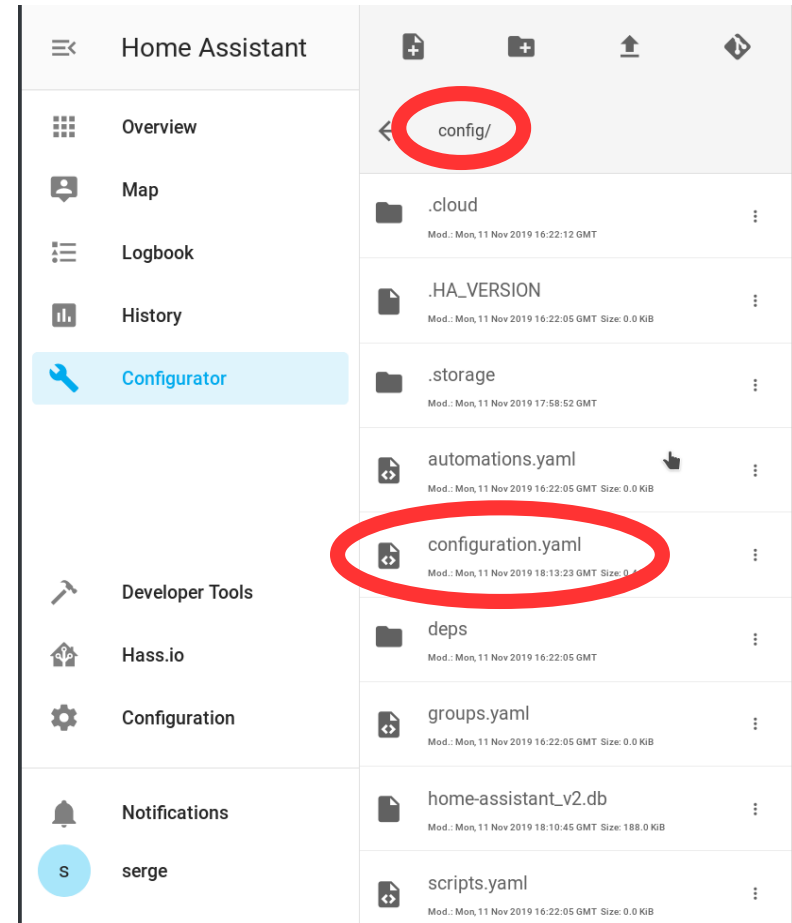 Home Assistant
Overview
Map
Logbook
History
Configurator
Developer Tools
Hass.io
Configuration
Notifications
S
serge
config/
.cloud
Mod.: Mon, 11 Nov 2019 16:22:12 GMT
.HA_VERSION
Mod.: Mon, 11 Nov 2019 16:22:05 GMT Size: 0.0 KiB
.storage
Mod.: Mon, 11 Nov 2019 17:58:52 GMT
automations.yaml
Mod.: Mon, 11 Nov 2019 16:22:05 GMT Size: 0.0 KiB
configuration.yaml
Mod.: Mon, 11 Nov 2019 18:13:23 GMT Size:
deps
Mod.: Mon, 11 Nov 2019 16:22:05 GMT
groups.yaml
Mod.: Mon, 11 Nov 2019 16:22:05 GMT Size: 0.0 KiB
home-assistant_v2.db
Mod.: Mon, 11 Nov 2019 18:10:45 GMT Size: 188.0 KiB
scripts.yaml
Mod.: Mon, 11 Nov 2019 16:22:05 GMT Size: 0.0 KiB